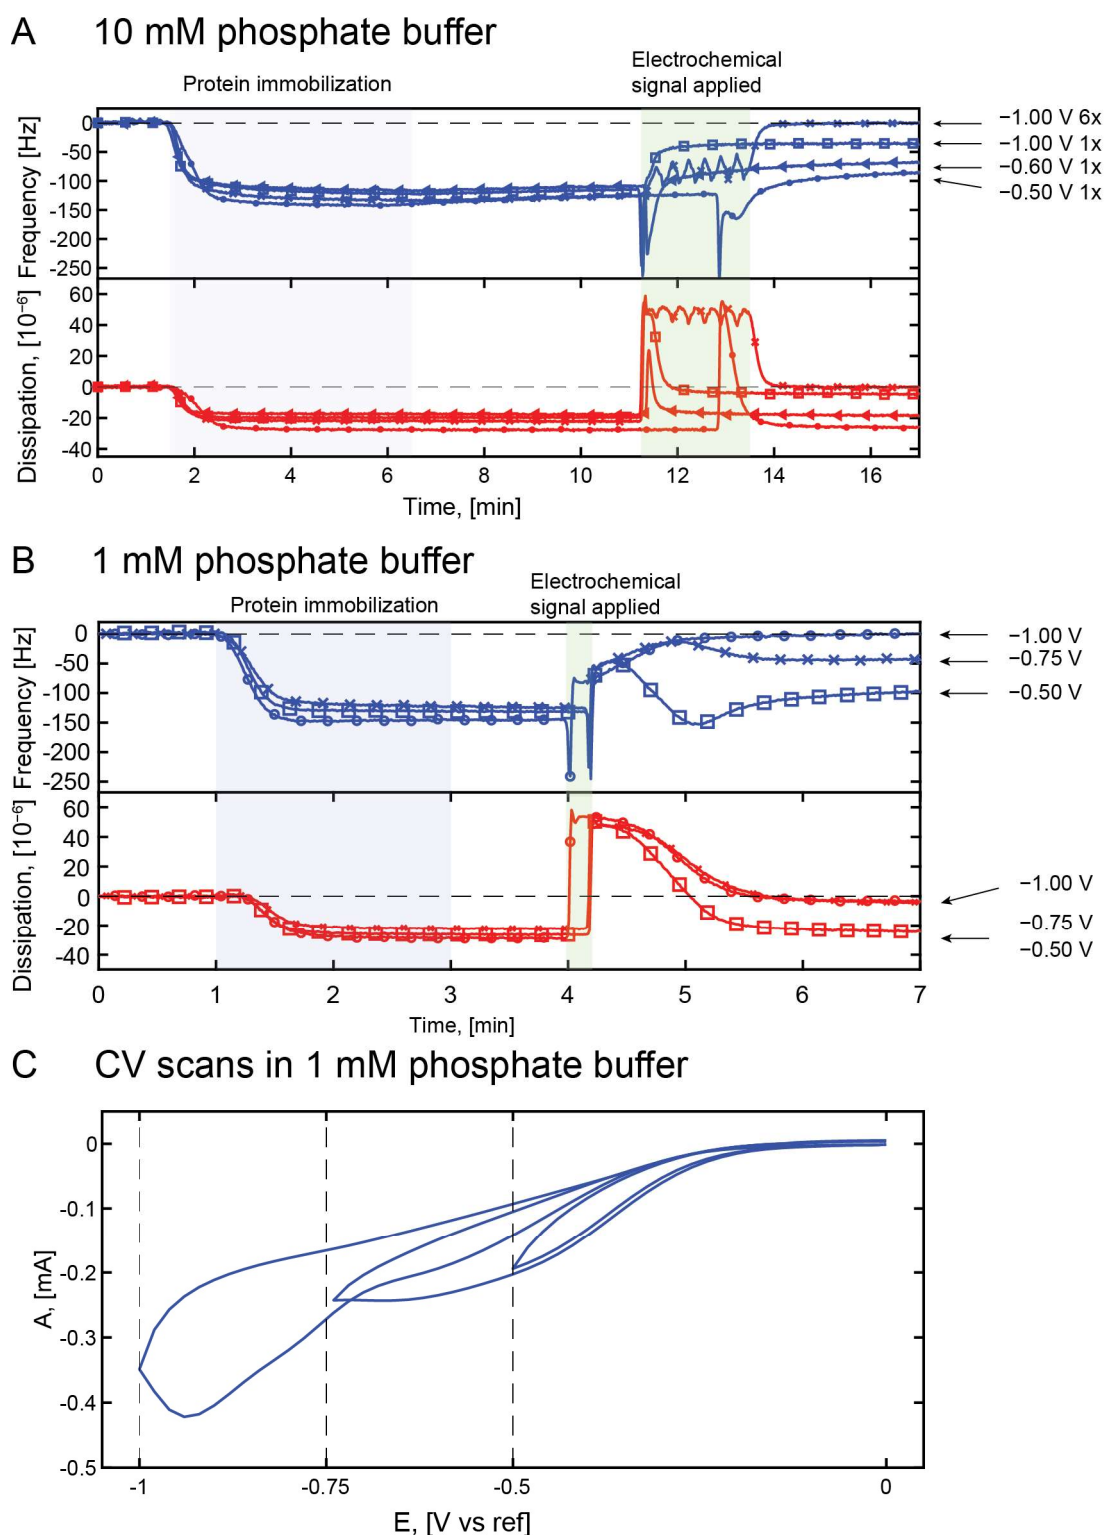 A 10 mM phosphate buffer
Protein immobilization
Electrochemical
signal applied
Frequency [Hz]
0
-50
-100
-150
-200
-250
−1.00 V 6x
−1.00 V 1x
−0.60 V 1x
−0.50 V 1x
Dissipation, [10⁻⁶]
60
40
20
0
-20
-40
0 2 4 6 8 10 12 14 16
Time, [min]
B 1 mM phosphate buffer
Protein immobilization
Electrochemical
signal applied
Frequency [Hz]
0
-50
-100
-150
-200
-250
−1.00 V
−0.75 V
−0.50 V
Dissipation, [10⁻⁶]
60
40
20
0
-20
-40
−1.00 V
−0.75 V
−0.50 V
0 1 2 3 4 5 6 7
Time, [min]
C CV scans in 1 mM phosphate buffer
A, [mA]
0
-0.1
-0.2
-0.3
-0.4
-0.5
-1 -0.75 -0.5 0
E, [V vs ref]